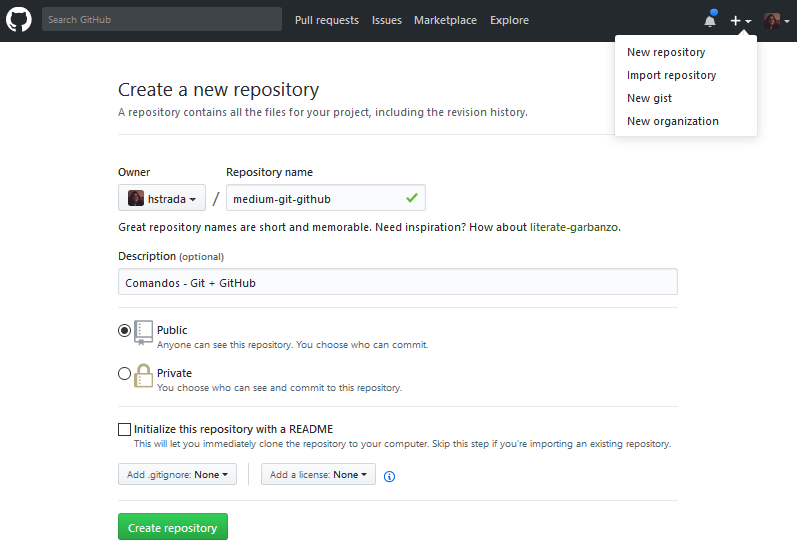 Search GitHub
Pull requests Issues Marketplace Explore
New repository
Import repository
New gist
New organization
Create a new repository
A repository contains all the files for your project, including the revision history.
Owner Repository name
hstrada / medium-git-github
Great repository names are short and memorable. Need inspiration? How about literate-garbanzo.
Description (optional)
Comandos - Git + GitHub
Public
Anyone can see this repository. You choose who can commit.
Private
You choose who can see and commit to this repository.
Initialize this repository with a README
This will let you immediately clone the repository to your computer. Skip this step if you're importing an existing repository.
Add .gitignore: None Add a license: None
Create repository